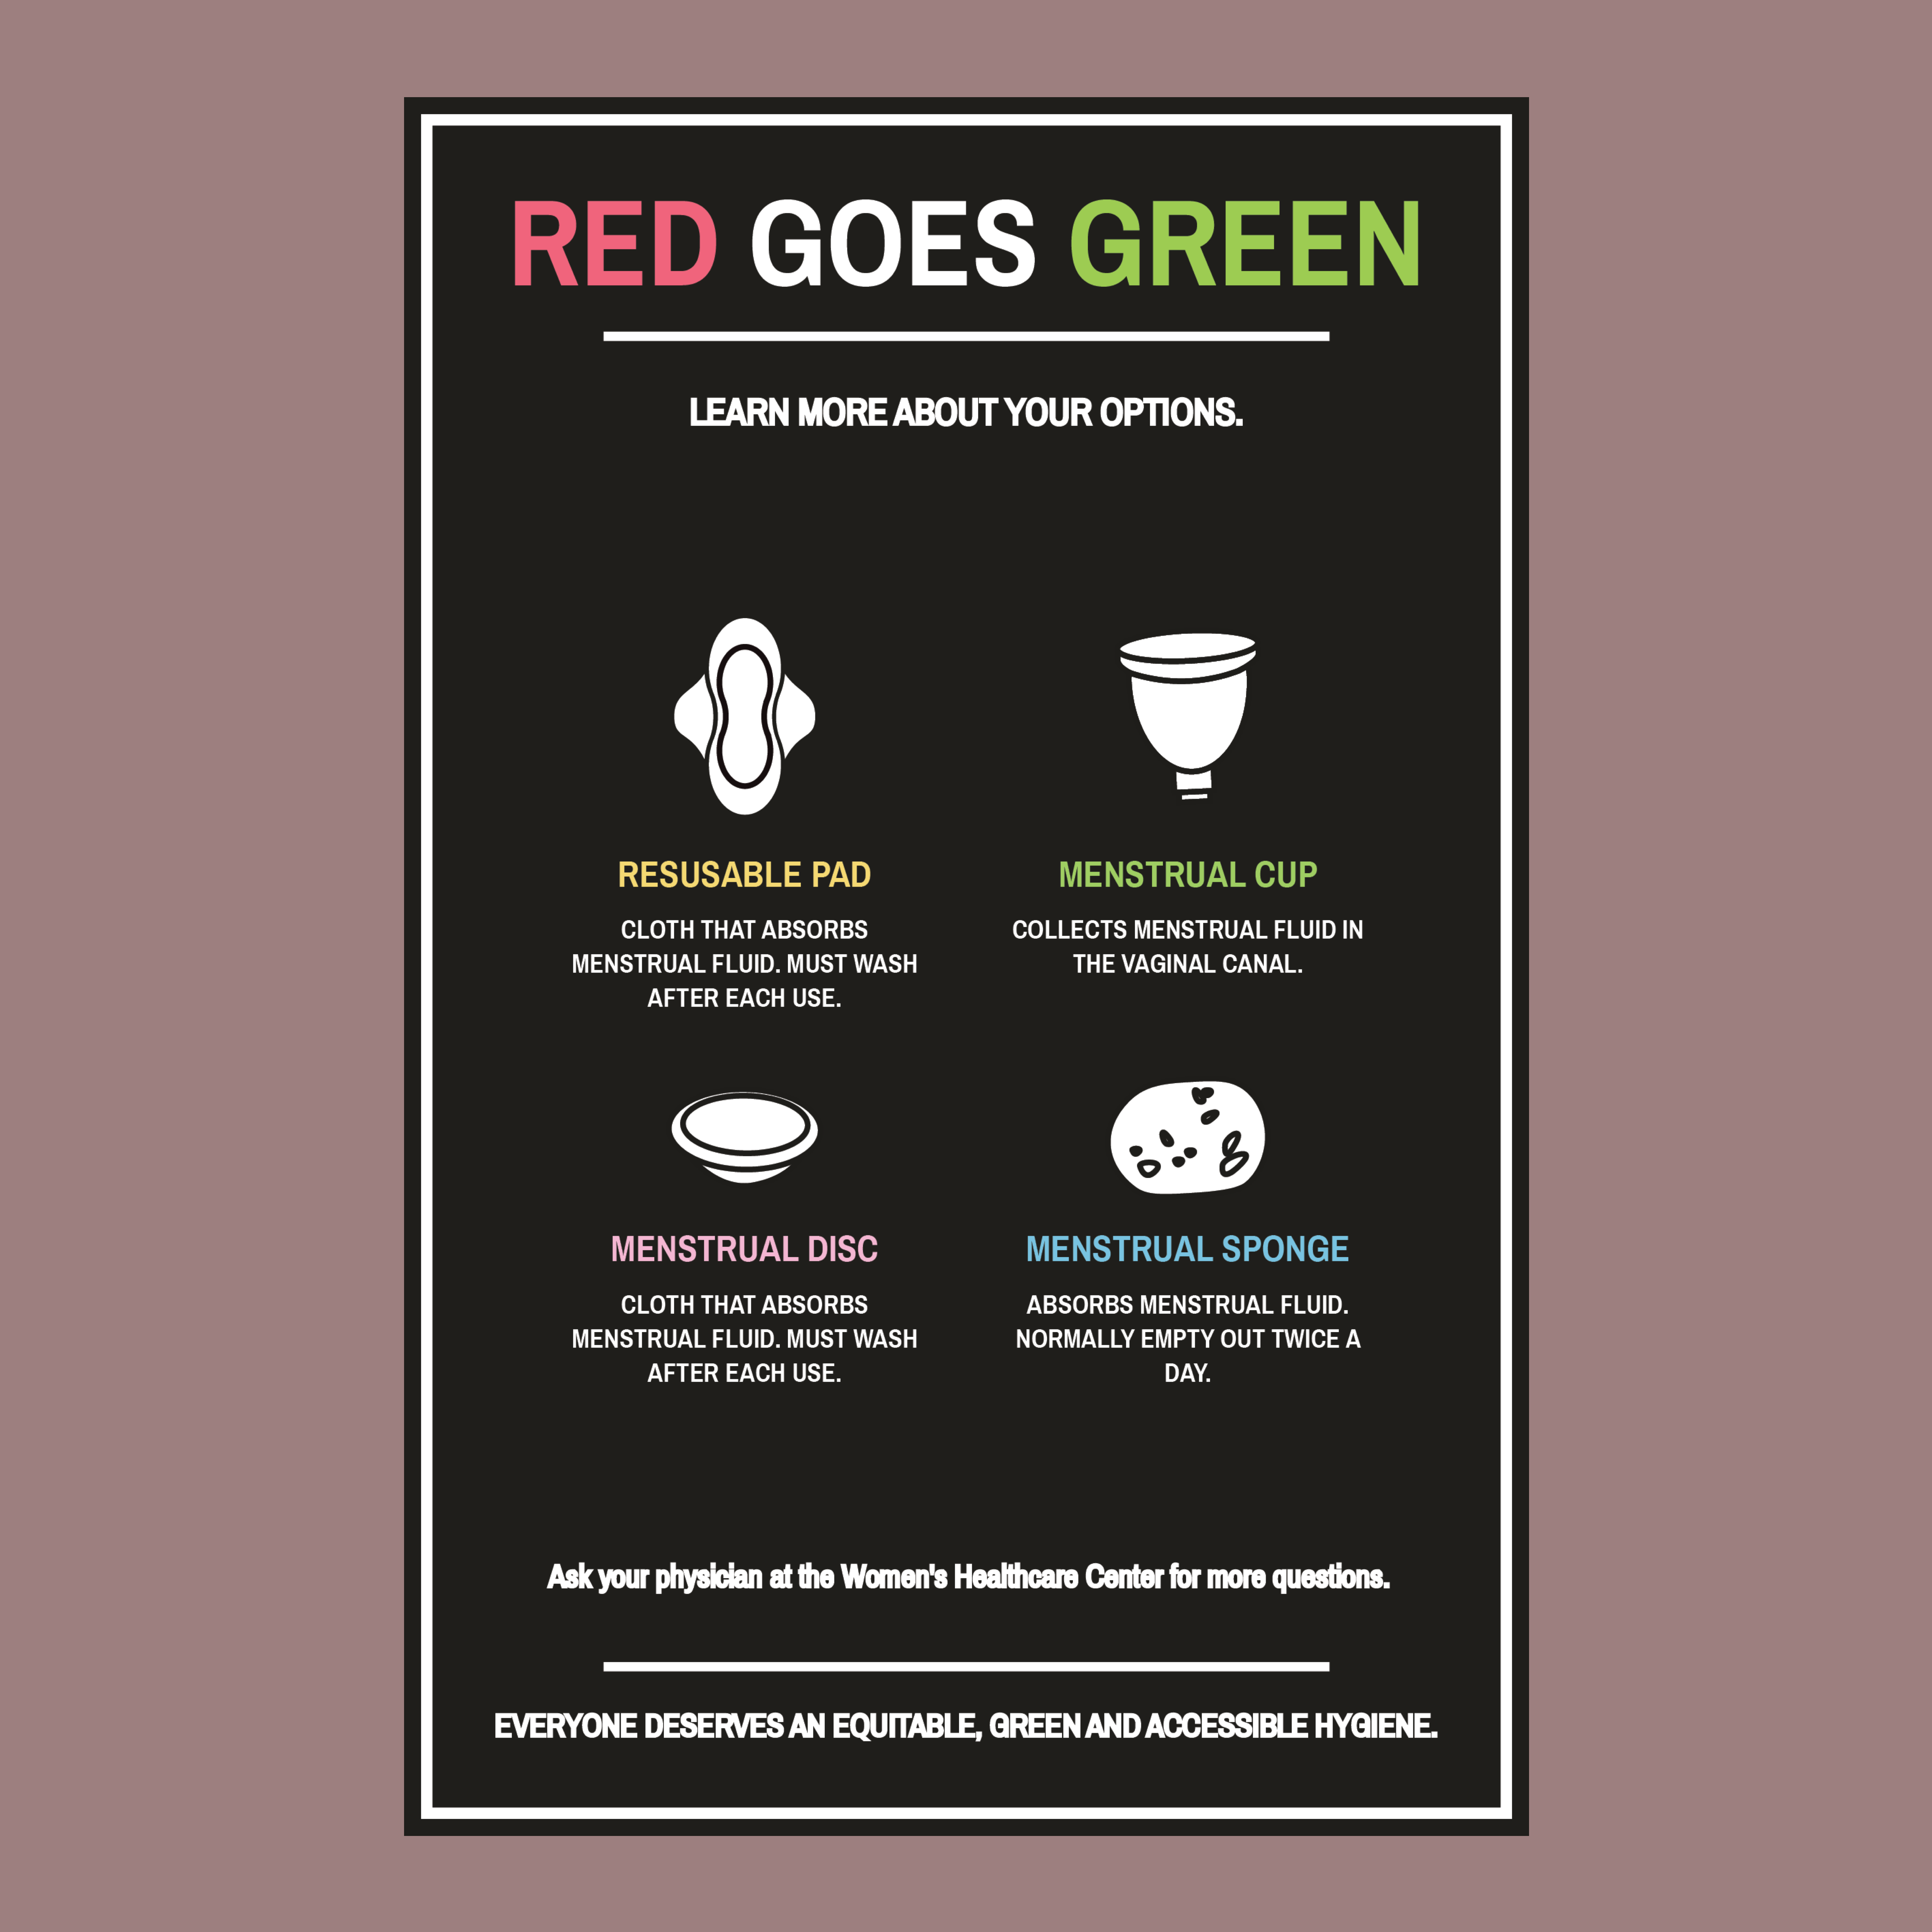 RED GOES GREEN
LEARN MORE ABOUT YOUR OPTIONS.
RESUSABLE PAD
CLOTH THAT ABSORBS
MENSTRUAL FLUID. MUST WASH
AFTER EACH USE.
MENSTRUAL CUP
COLLECTS MENSTRUAL FLUID IN
THE VAGINAL CANAL.
MENSTRUAL DISC
CLOTH THAT ABSORBS
MENSTRUAL FLUID. MUST WASH
AFTER EACH USE.
MENSTRUAL SPONGE
ABSORBS MENSTRUAL FLUID.
NORMALLY EMPTY OUT TWICE A
DAY.
Ask your physician at the Women's Healthcare Center for more questions.
EVERYONE DESERVES AN EQUITABLE, GREEN AND ACCESSIBLE HYGIENE.